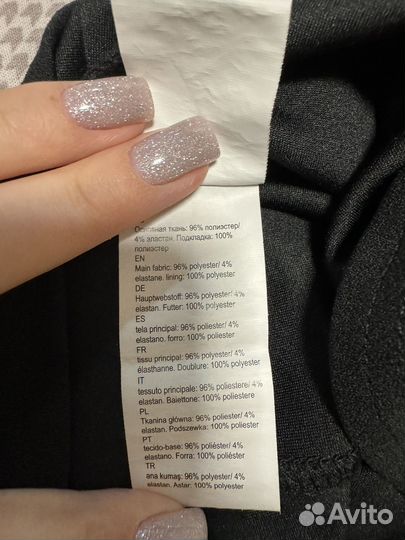 Основная ткань: 96% полиэстер/
4% эластан. Подкладка: 100%
полиэстер
EN
Main fabric: 96% polyester/ 4%
elastane. lining: 100% polyester
DE
Hauptwebstoff: 96% polyester/ 4%
elastan. Futter: 100% polyester
ES
tela principal: 96% poliester/ 4%
elastan. forro: 100% poliester
FR
tissu principal: 96% polyester/ 4%
élasthanne. Doublure: 100% polyester
IT
tessuto principale: 96% poliestere/ 4%
elastan. Baiettone: 100% poliestere
PL
Tkanina główna: 96% poliester/ 4%
elastan. Podszewka: 100% poliester
PT
tecido-base: 96% poliéster/ 4%
elastano. Forra: 100% poliéster
TR
ana kumaş: 96% polyester/ 4%
elastan. Astar: 100% polyester
Avito